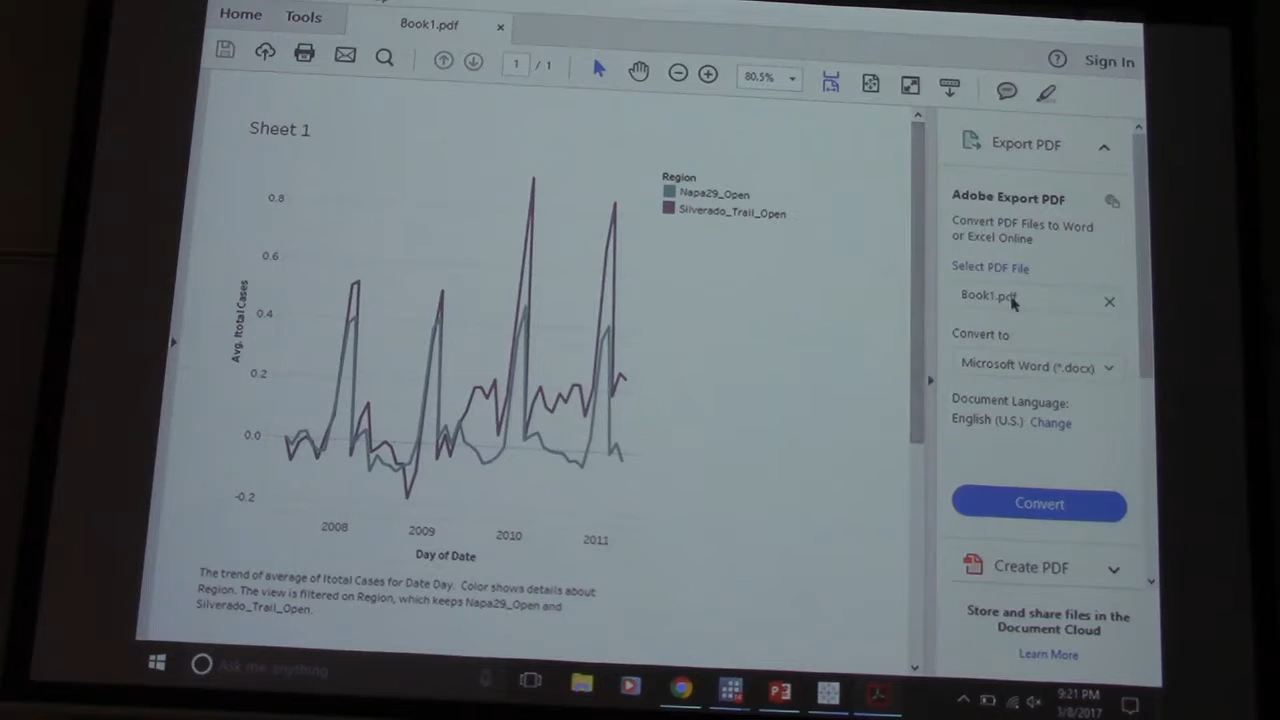 Home Tools
Book1.pdf ×
Sign In
1 / 1
80.5%
Sheet 1
Region
Napa29_Open
Silverado_Trail_Open
Avg. Itotal Cases
0.8
0.6
0.4
0.2
0.0
-0.2
2008 2009 2010 2011
Day of Date
The trend of average of Itotal Cases for Date Day. Color shows details about
Region. The view is filtered on Region, which keeps Napa29_Open and
Silverado_Trail_Open.
Export PDF
Adobe Export PDF
Convert PDF Files to Word
or Excel Online
Select PDF File
Book1.pdf
Convert to
Microsoft Word (*.docx)
Document Language:
English (U.S.) Change
Convert
Create PDF
Store and share files in the
Document Cloud
Learn More
Ask me anything
9:21 PM